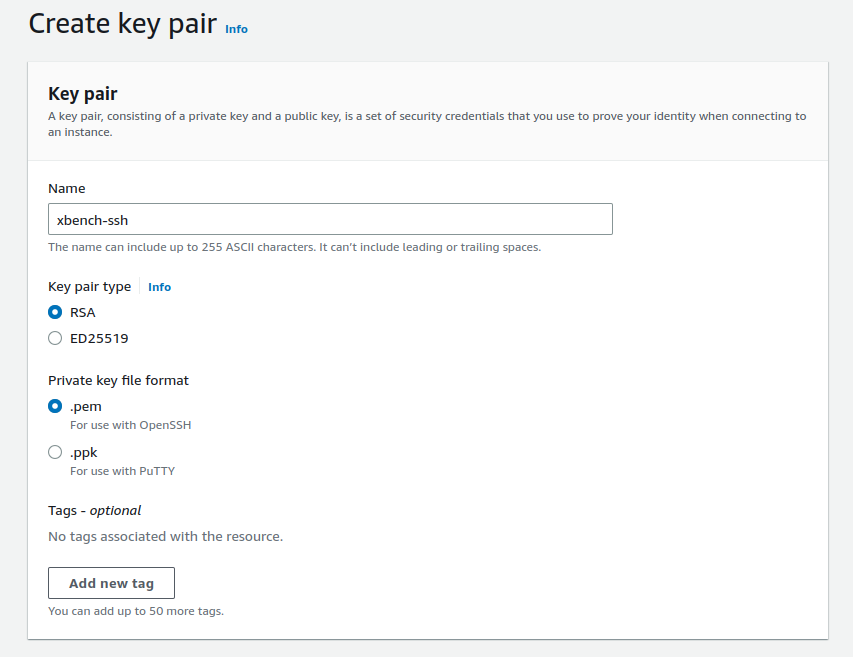 Create key pair Info
Key pair
A key pair, consisting of a private key and a public key, is a set of security credentials that you use to prove your identity when connecting to
an instance.
Name
xbench-ssh
The name can include up to 255 ASCII characters. It can’t include leading or trailing spaces.
Key pair type Info
RSA
ED25519
Private key file format
.pem
For use with OpenSSH
.ppk
For use with PuTTY
Tags - optional
No tags associated with the resource.
Add new tag
You can add up to 50 more tags.